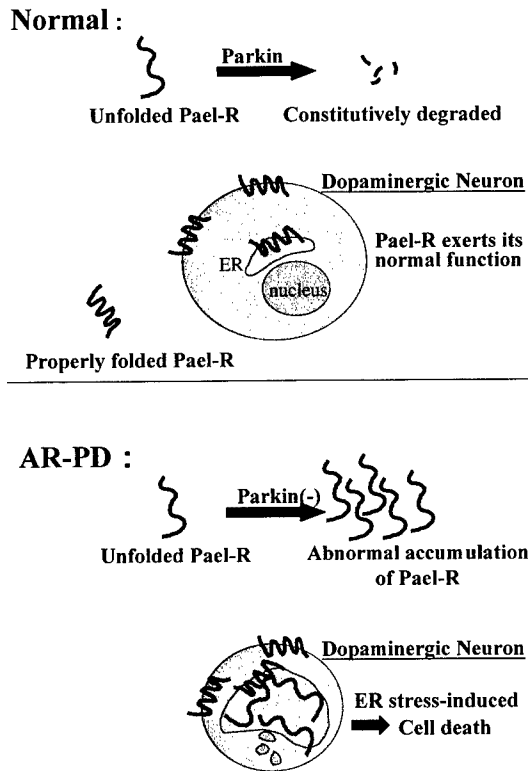 Normal :
Parkin
Unfolded Pael-R
Constitutively degraded
Dopaminergic Neuron
Pael-R exerts its
normal function
ER
nucleus
Properly folded Pael-R
AR-PD :
Parkin(-)
Unfolded Pael-R
Abnormal accumulation
of Pael-R
Dopaminergic Neuron
ER stress-induced
Cell death